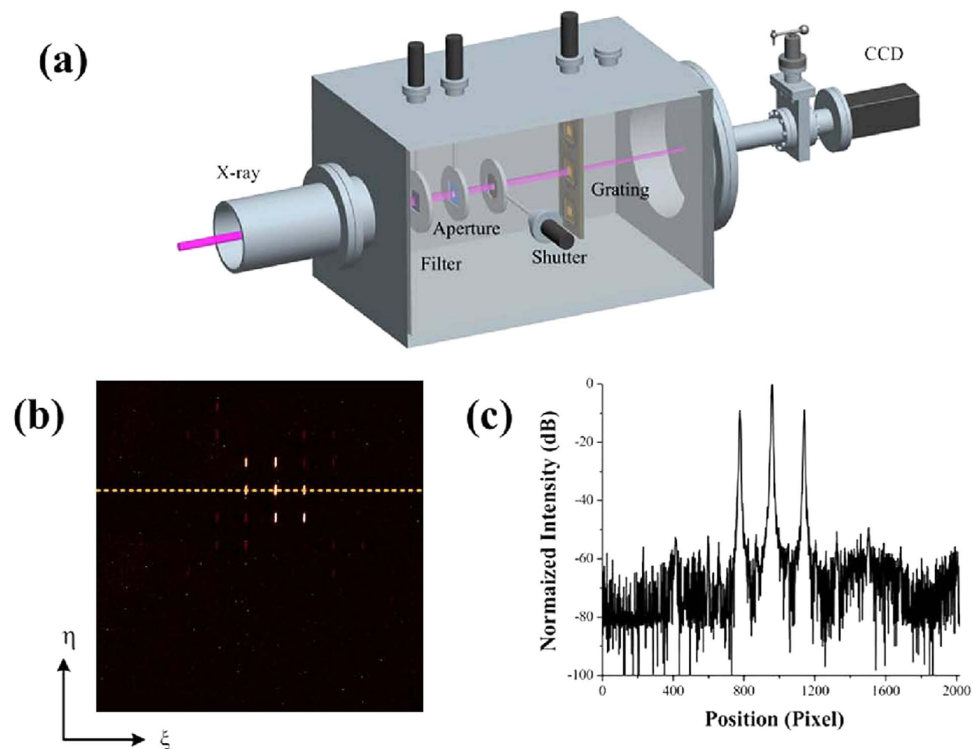 (a)
CCD
X-ray
Grating
Aperture
Shutter
Filter
(b)
η
ξ
(c)
Normaized Intensity (dB)
0
-20
-40
-60
-80
-100
0 400 800 1200 1600 2000
Position (Pixel)